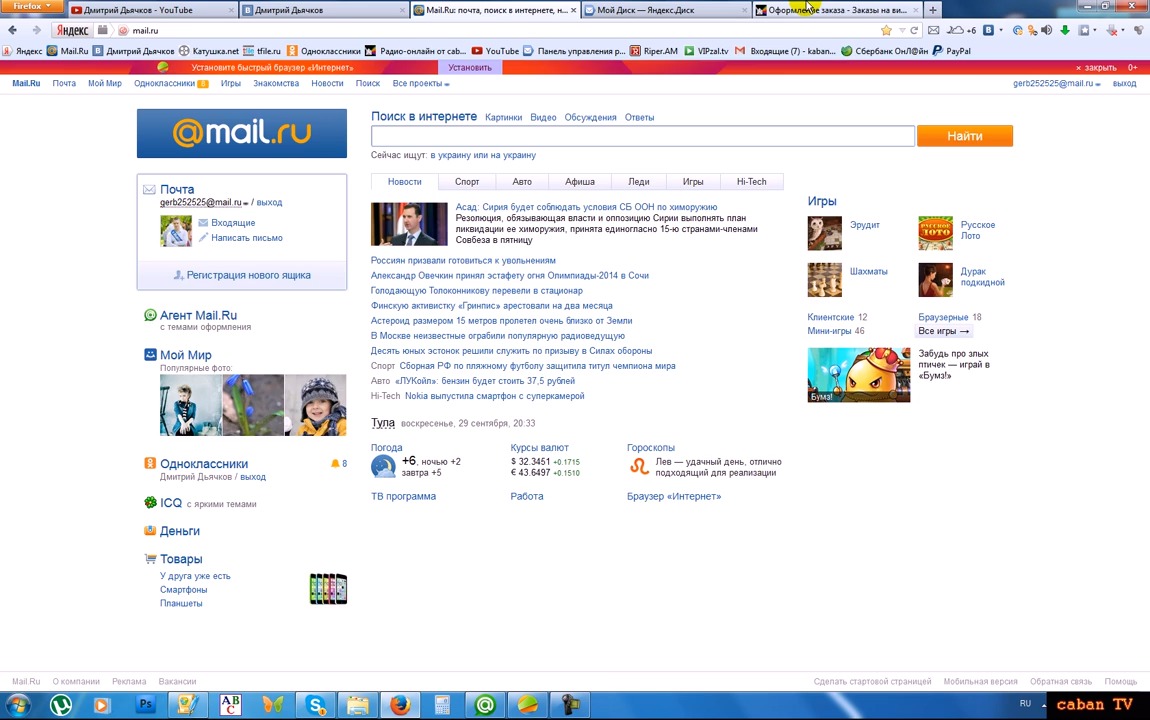 Firefox
Дмитрий Дьячков - YouTube
Дмитрий Дьячков
Mail.Ru: почта, поиск в интернете, н...
Мой Диск — Яндекс.Диск
Оформление заказа - Заказы на ви...
Яндекс mail.ru +6
Яндекс Mail.Ru Дмитрий Дьячков Катушка.net tfile.ru Одноклассники Радио-онлайн от cab... YouTube Панель управления р... Riper.AM VIPzal.tv Входящие (7) - kaban... Сбербанк ОнЛ@йн PayPal
Установите быстрый браузер «Интернет» Установить × закрыть 0+
Mail.Ru Почта Мой Мир Одноклассники 8 Игры Знакомства Новости Поиск Все проекты gerb252525@mail.ru выход
@mail.ru
Поиск в интернете Картинки Видео Обсуждения Ответы
Найти
Сейчас ищут: в украину или на украину
Почта
gerb252525@mail.ru / выход
Входящие
Написать письмо
Регистрация нового ящика
Агент Mail.Ru
с темами оформления
Мой Мир
Популярные фото:
Одноклассники 8
Дмитрий Дьячков / выход
ICQ с яркими темами
Деньги
Товары
У друга уже есть
Смартфоны
Планшеты
Новости Спорт Авто Афиша Леди Игры Hi-Tech
Асад: Сирия будет соблюдать условия СБ ООН по химоружию
Резолюция, обязывающая власти и оппозицию Сирии выполнять план
ликвидации ее химоружия, принята единогласно 15-ю странами-членами
Совбеза в пятницу
Россиян призвали готовиться к увольнениям
Александр Овечкин принял эстафету огня Олимпиады-2014 в Сочи
Голодающую Толоконникову перевели в стационар
Финскую активистку «Гринпис» арестовали на два месяца
Астероид размером 15 метров пролетел очень близко от Земли
В Москве неизвестные ограбили популярную радиоведущую
Десять юных эстонок решили служить по призыву в Силах обороны
Спорт Сборная РФ по пляжному футболу защитила титул чемпиона мира
Авто «ЛУКойл»: бензин будет стоить 37,5 рублей
Hi-Tech Nokia выпустила смартфон с суперкамерой
Тула воскресенье, 29 сентября, 20:33
Погода
+6, ночью +2
завтра +5
Курсы валют
$ 32.3451 +0.1715
€ 43.6497 +0.1510
Гороскопы
Лев — удачный день, отлично
подходящий для реализации
ТВ программа Работа Браузер «Интернет»
Игры
Эрудит
Русское
Лото
РУССКОЕ
ЛОТО
Шахматы
Дурак
подкидной
Клиентские 12 Браузерные 18
Мини-игры 46 Все игры →
Бумз!
Забудь про злых
птичек — играй в
«Бумз!»
Mail.Ru О компании Реклама Вакансии Сделать стартовой страницей Мобильная версия Обратная связь Помощь
Ps
A B C
RU
caban TV